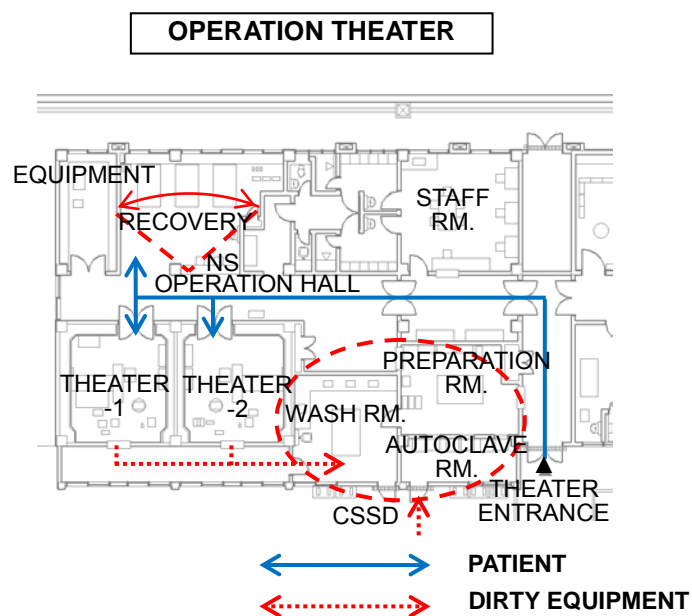 OPERATION THEATER
EQUIPMENT
RECOVERY
STAFF
RM.
NS
OPERATION HALL
THEATER
-1
THEATER
-2
PREPARATION
RM.
WASH RM.
AUTOCLAVE
RM.
THEATER
ENTRANCE
CSSD
PATIENT
DIRTY EQUIPMENT